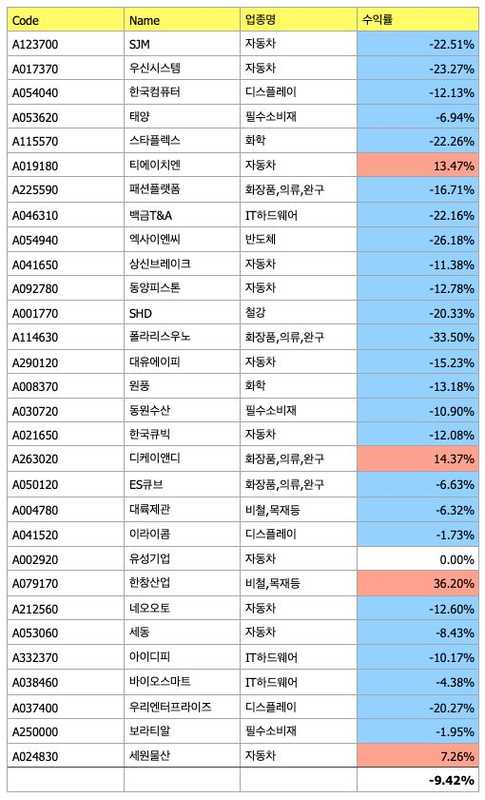 Code Name 업종명 수익률
A123700 SJM 자동차 -22.51%
A017370 우신시스템 자동차 -23.27%
A054040 한국컴퓨터 디스플레이 -12.13%
A053620 태양 필수소비재 -6.94%
A115570 스타플렉스 화학 -22.26%
A019180 티에이치엔 자동차 13.47%
A225590 패션플랫폼 화장품,의류,완구 -16.71%
A046310 백금T&A IT하드웨어 -22.16%
A054940 엑사이엔씨 반도체 -26.18%
A041650 상신브레이크 자동차 -11.38%
A092780 동양피스톤 자동차 -12.78%
A001770 SHD 철강 -20.33%
A114630 폴라리스우노 화장품,의류,완구 -33.50%
A290120 대유에이피 자동차 -15.23%
A008370 원풍 화학 -13.18%
A030720 동원수산 필수소비재 -10.90%
A021650 한국큐빅 자동차 -12.08%
A263020 디케이앤디 화장품,의류,완구 14.37%
A050120 ES큐브 화장품,의류,완구 -6.63%
A004780 대륙제관 비철,목재등 -6.32%
A041520 이라이콤 디스플레이 -1.73%
A002920 유성기업 자동차 0.00%
A079170 한창산업 비철,목재등 36.20%
A212560 네오오토 자동차 -12.60%
A053060 세동 자동차 -8.43%
A332370 아이디피 IT하드웨어 -10.17%
A038460 바이오스마트 IT하드웨어 -4.38%
A037400 우리엔터프라이즈 디스플레이 -20.27%
A250000 보라티알 필수소비재 -1.95%
A024830 세원물산 자동차 7.26%
-9.42%